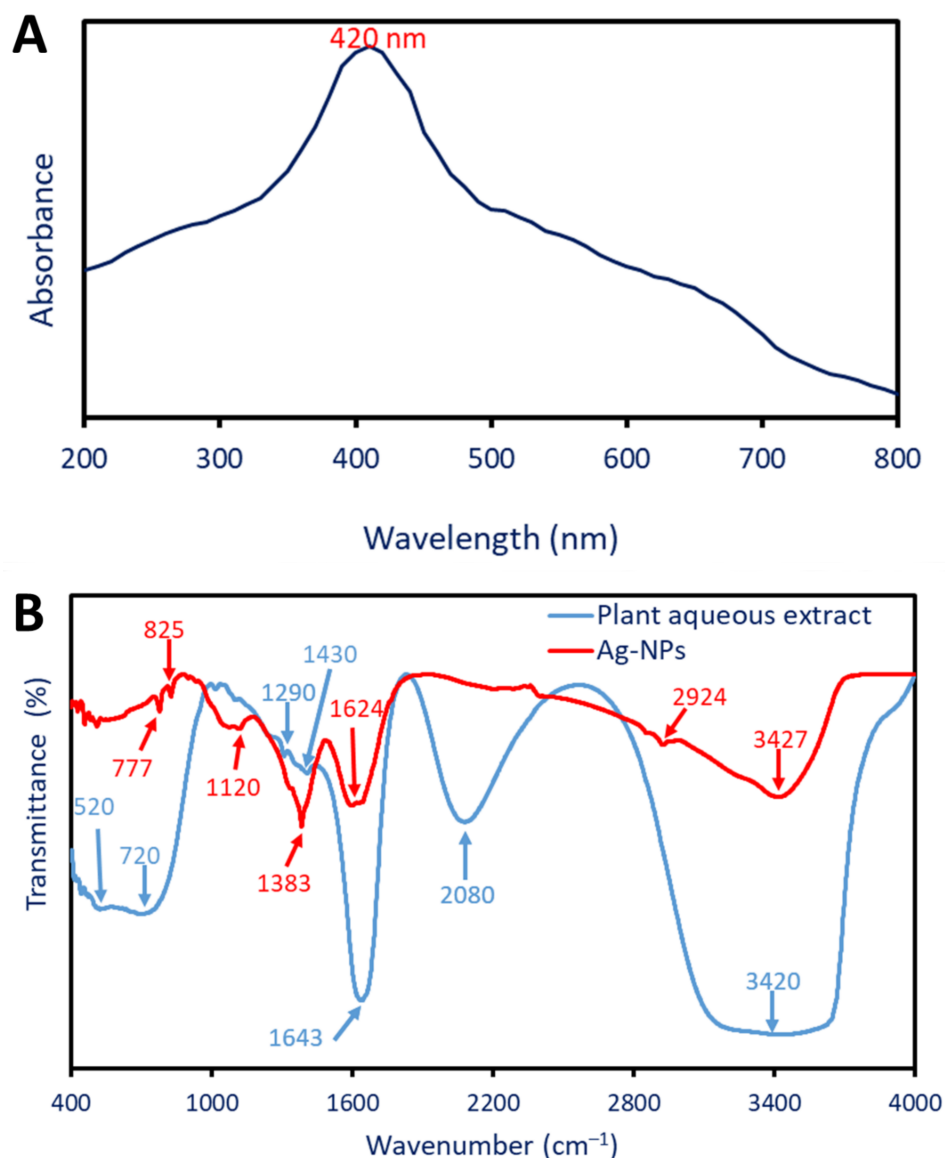 A
420 nm
Absorbance
200 300 400 500 600 700 800
Wavelength (nm)
B
Plant aqueous extract
Ag-NPs
825
1430
1290
1624
2924
3427
777
1120
520
720
1383
2080
3420
1643
Transmittance (%)
400 1000 1600 2200 2800 3400 4000
Wavenumber (cm⁻¹)